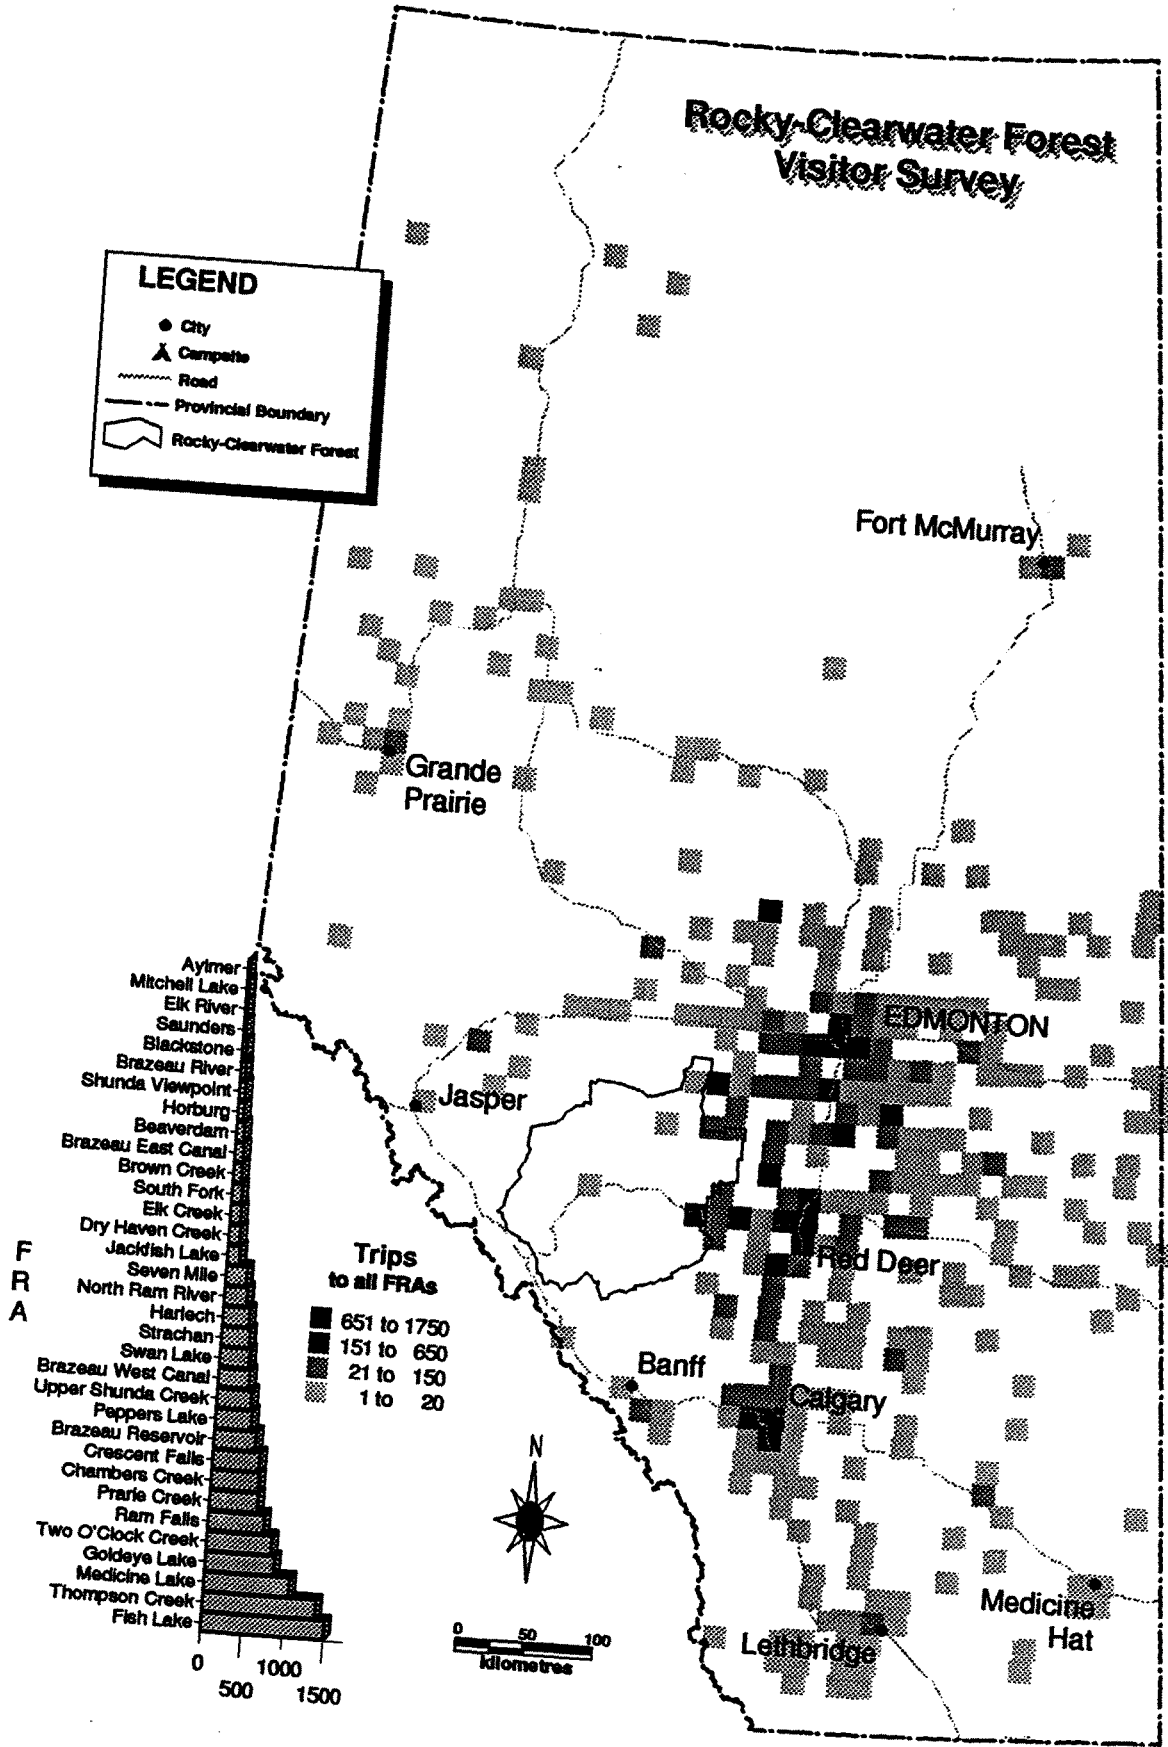 Rocky-Clearwater Forest
Visitor Survey
LEGEND
City
Campsite
Road
Provincial Boundary
Rocky-Clearwater Forest
Fort McMurray
Grande
Prairie
EDMONTON
Jasper
Red Deer
Banff
Calgary
Medicine
Hat
Lethbridge
Aylmer
Mitchell Lake
Elk River
Saunders
Blackstone
Brazeau River
Shunda Viewpoint
Horburg
Beaverdam
Brazeau East Canal
Brown Creek
South Fork
Elk Creek
Dry Haven Creek
Jackfish Lake
Seven Mile
North Ram River
Harlech
Strachan
Swan Lake
Brazeau West Canal
Upper Shunda Creek
Peppers Lake
Brazeau Reservoir
Crescent Falls
Chambers Creek
Prarie Creek
Ram Falls
Two O'Clock Creek
Goldeye Lake
Medicine Lake
Thompson Creek
Fish Lake
F
R
A
0
500
1000
1500
Trips
to all FRAs
651 to 1750
151 to 650
21 to 150
1 to 20
N
0 50 100
kilometres